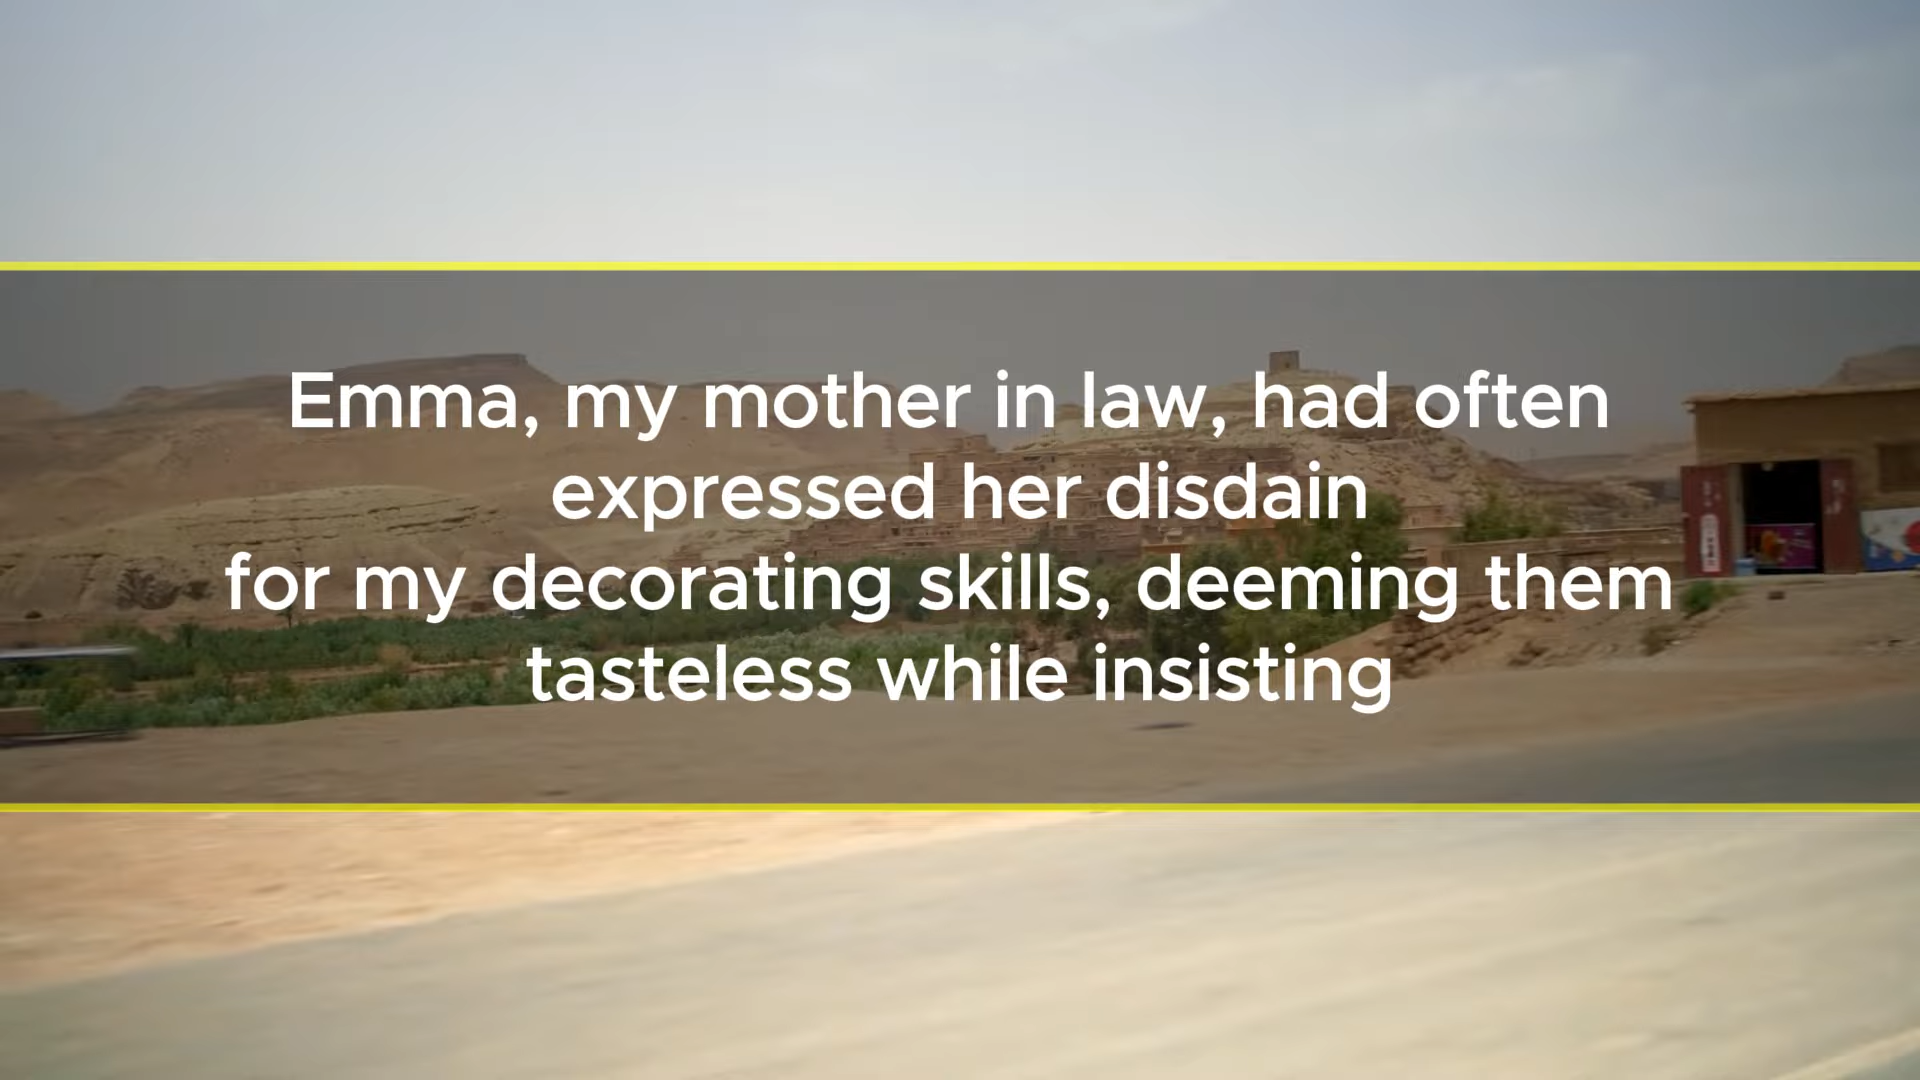 Emma, my mother in law, had often
expressed her disdain
for my decorating skills, deeming them
tasteless while insisting